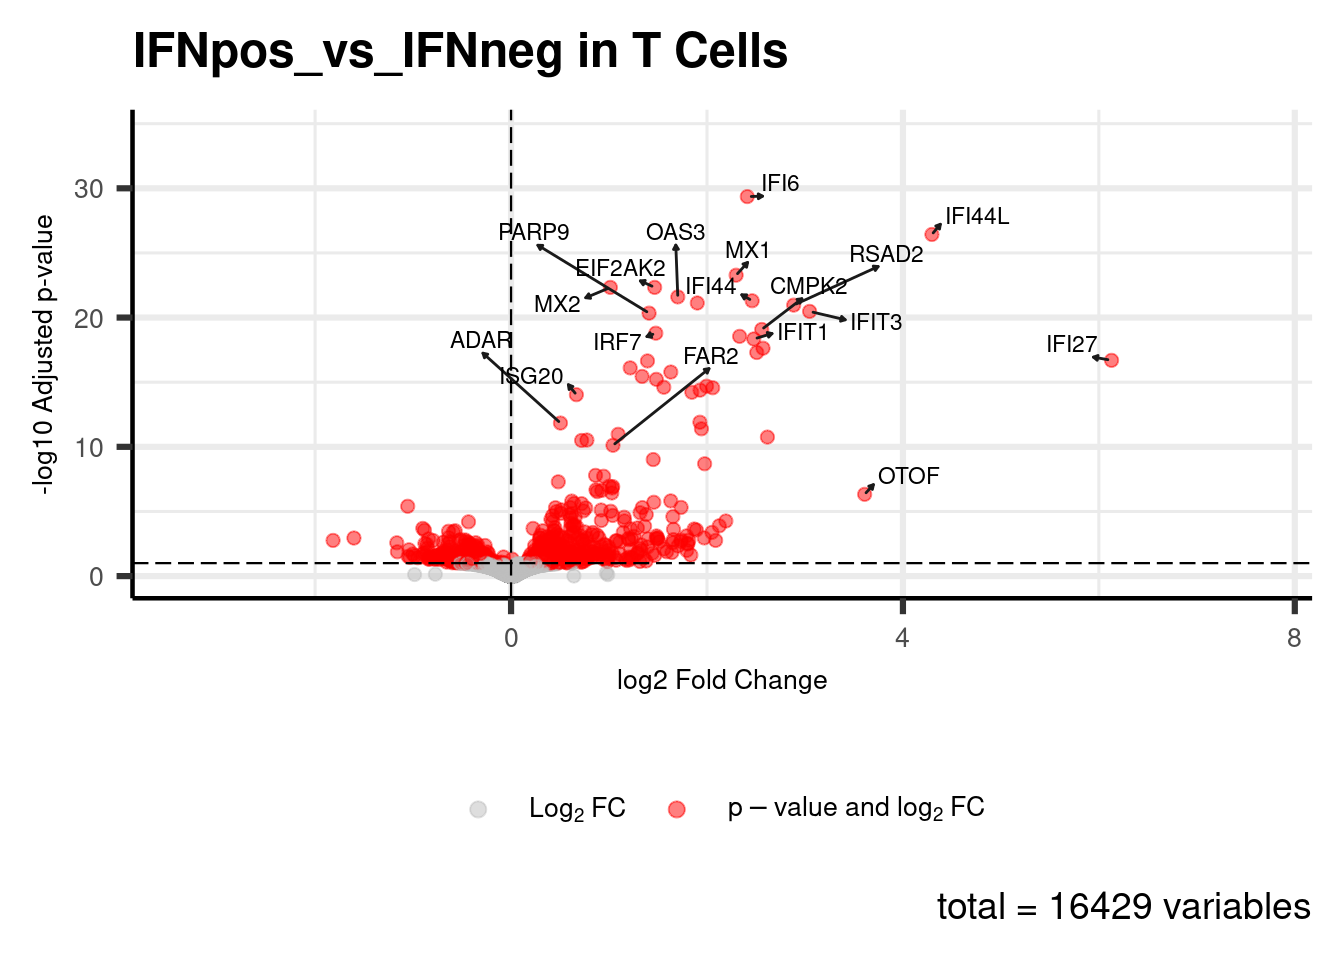 IFNpos_vs_IFNneg in T Cells
-log10 Adjusted p-value
30
20
10
0
IFI6
IFI44L
PARP9
OAS3
MX1
RSAD2
EIF2AK2
IFI44
CMPK2
MX2
IFIT3
IFIT1
ADAR
IRF7
IFI27
FAR2
ISG20
OTOF
0
4
8
log2 Fold Change
Log2 FC
p − value and log2 FC
total = 16429 variables